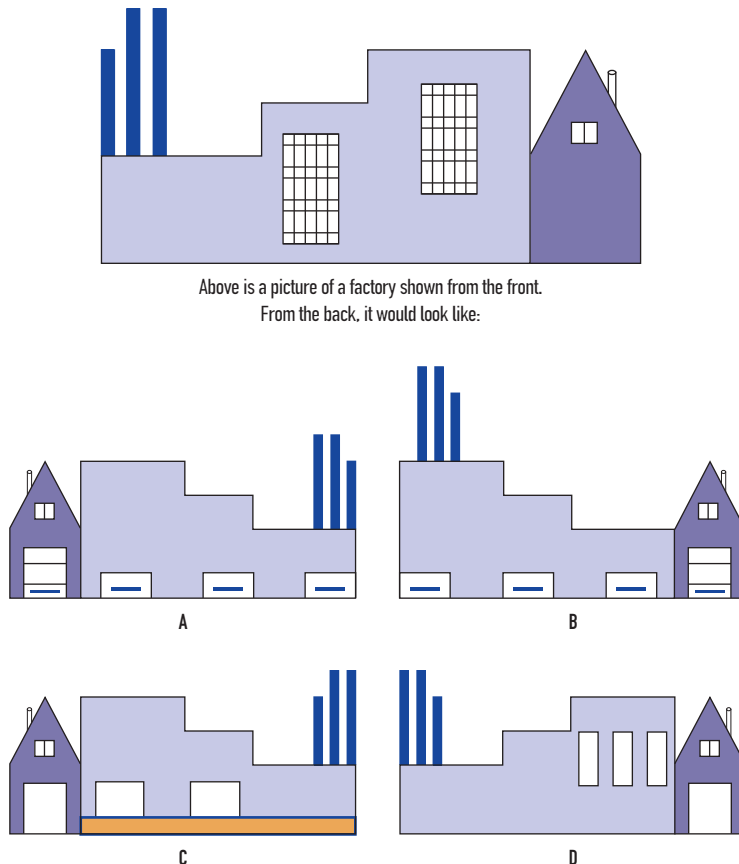 Above is a picture of a factory shown from the front.
From the back, it would look like:
A
B
C
D